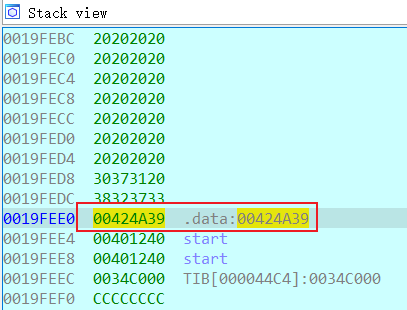 Stack view
0019FEBC 20202020
0019FEC0 20202020
0019FEC4 20202020
0019FEC8 20202020
0019FECC 20202020
0019FED0 20202020
0019FED4 20202020
0019FED8 30373120
0019FEDC 38323733
0019FEE0 00424A39 .data:00424A39
0019FEE4 00401240 start
0019FEE8 00401240 start
0019FEEC 0034C000 TIB[000044C4]:0034C000
0019FEF0 CCCCCCCC